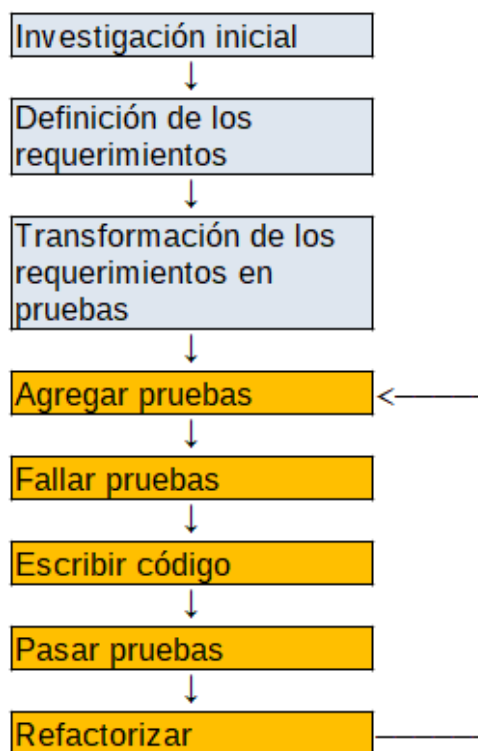 Investigación inicial
↓
Definición de los
requerimientos
↓
Transformación de los
requerimientos en
pruebas
↓
Agregar pruebas
↓
Fallar pruebas
↓
Escribir código
↓
Pasar pruebas
↓
Refactorizar